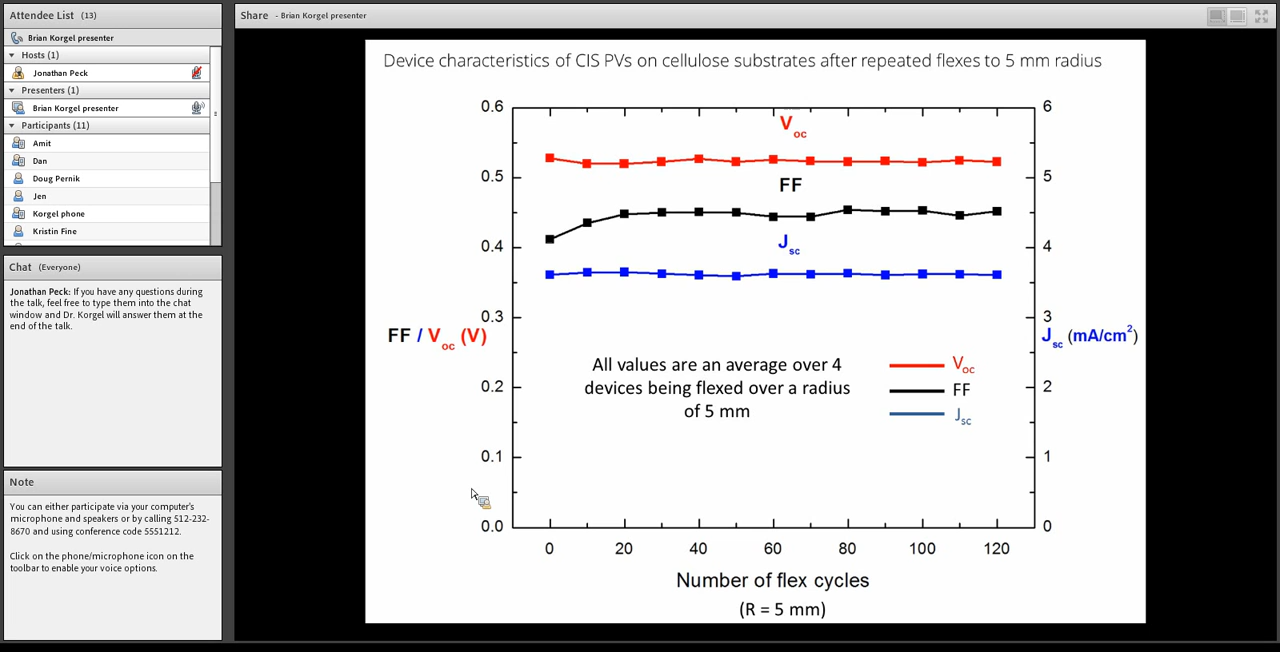 Attendee List (13)
Brian Korgel presenter
Hosts (1)
Jonathan Peck
Presenters (1)
Brian Korgel presenter
Participants (11)
Amit
Dan
Doug Pernik
Jen
Korgel phone
Kristin Fine
Chat (Everyone)
Jonathan Peck: If you have any questions during
the talk, feel free to type them into the chat
window and Dr. Korgel will answer them at the
end of the talk.
Note
You can either participate via your computer's
microphone and speakers or by calling 512-232-
8670 and using conference code 5551212.
Click on the phone/microphone icon on the
toolbar to enable your voice options.
Share - Brian Korgel presenter
Device characteristics of CIS PVs on cellulose substrates after repeated flexes to 5 mm radius
0.6
0.5
0.4
0.3
0.2
0.1
0.0
FF / Voc (V)
Voc
FF
Jsc
All values are an average over 4
devices being flexed over a radius
of 5 mm
Voc
FF
Jsc
6
5
4
3
2
1
0
Jsc (mA/cm²)
0 20 40 60 80 100 120
Number of flex cycles
(R = 5 mm)